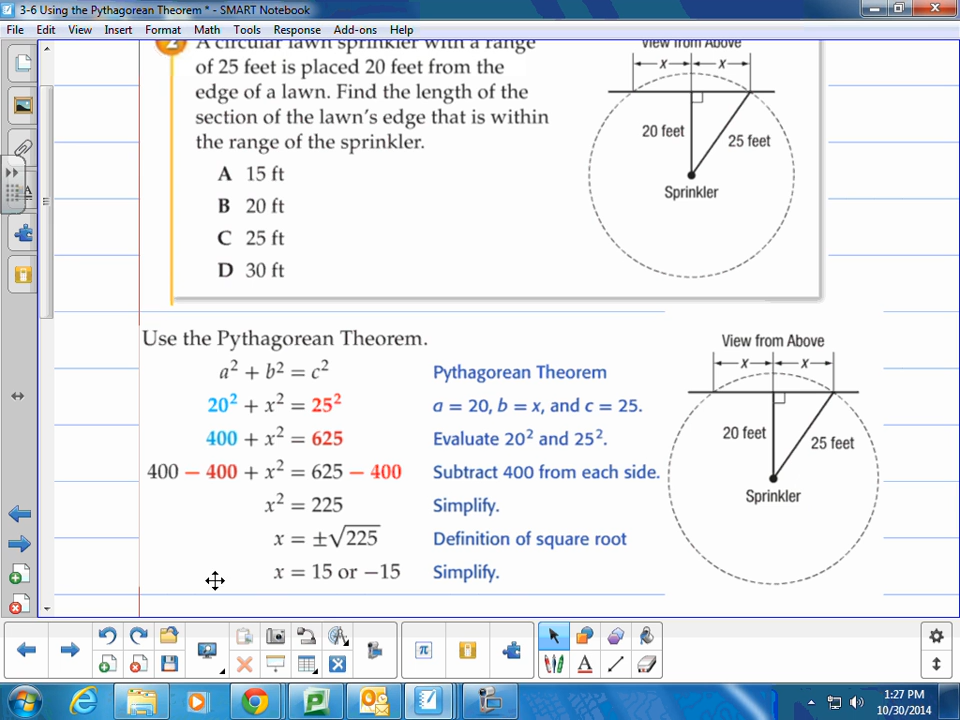 3-6 Using the Pythagorean Theorem * - SMART Notebook
File Edit View Insert Format Math Tools Response Add-ons Help
2 A circular lawn sprinkler with a range
of 25 feet is placed 20 feet from the
edge of a lawn. Find the length of the
section of the lawn's edge that is within
the range of the sprinkler.
A 15 ft
B 20 ft
C 25 ft
D 30 ft
View from Above
x x
20 feet
25 feet
Sprinkler
Use the Pythagorean Theorem.
a² + b² = c² Pythagorean Theorem
20² + x² = 25² a = 20, b = x, and c = 25.
400 + x² = 625 Evaluate 20² and 25².
400 − 400 + x² = 625 − 400 Subtract 400 from each side.
x² = 225 Simplify.
x = ±√225 Definition of square root
x = 15 or −15 Simplify.
View from Above
x x
20 feet
25 feet
Sprinkler
π
A
1:27 PM
10/30/2014